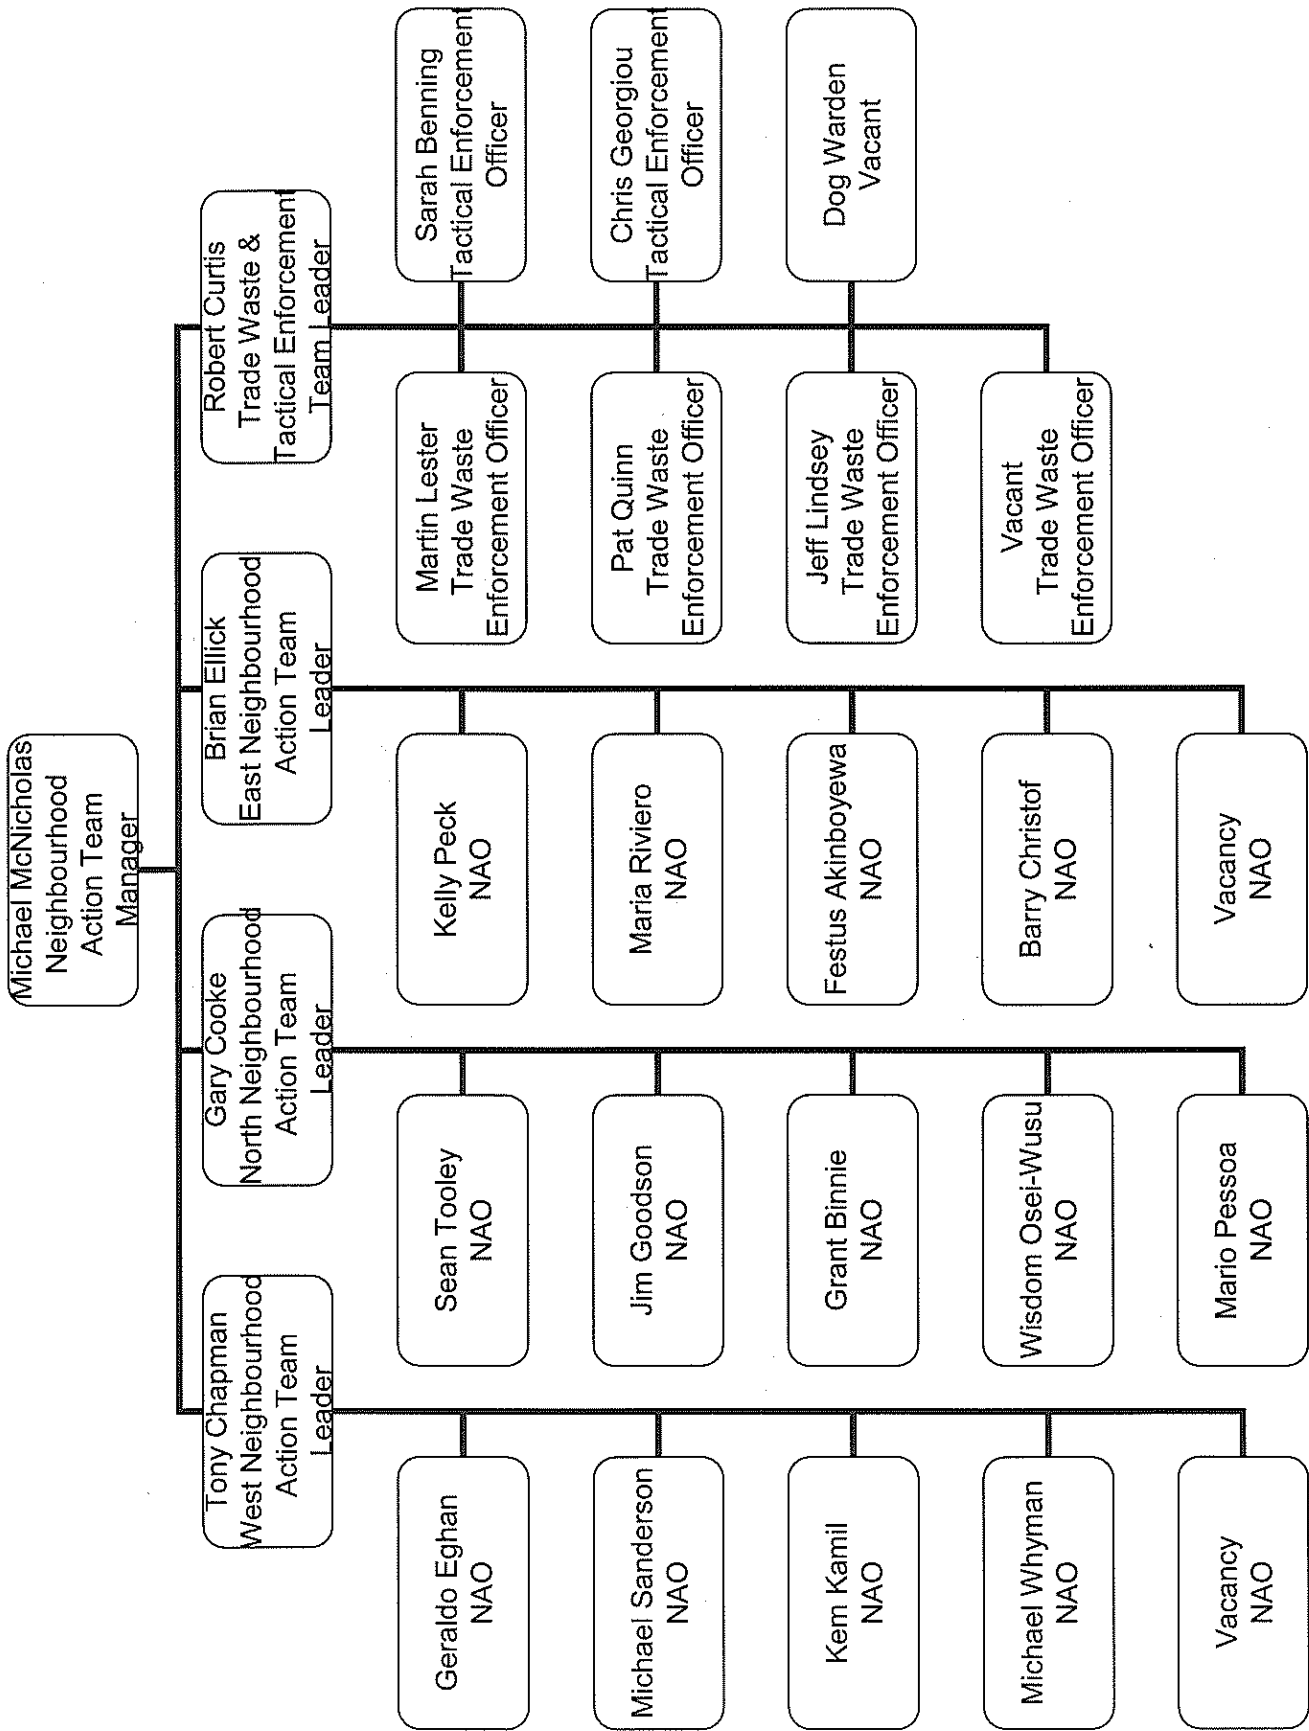 Michael McNicholas
Neighbourhood
Action Team
Manager
Tony Chapman
West Neighbourhood
Action Team
Leader
Gary Cooke
North Neighbourhood
Action Team
Leader
Brian Ellick
East Neighbourhood
Action Team
Leader
Robert Curtis
Trade Waste &
Tactical Enforcement
Team Leader
Geraldo Eghan
NAO
Michael Sanderson
NAO
Kem Kamil
NAO
Michael Whyman
NAO
Vacancy
NAO
Sean Tooley
NAO
Jim Goodson
NAO
Grant Binnie
NAO
Wisdom Osei-Wusu
NAO
Mario Pessoa
NAO
Kelly Peck
NAO
Maria Riviero
NAO
Festus Akinboyewa
NAO
Barry Christof
NAO
Vacancy
NAO
Martin Lester
Trade Waste
Enforcement Officer
Pat Quinn
Trade Waste
Enforcement Officer
Jeff Lindsey
Trade Waste
Enforcement Officer
Vacant
Trade Waste
Enforcement Officer
Sarah Benning
Tactical Enforcement
Officer
Chris Georgiou
Tactical Enforcement
Officer
Dog Warden
Vacant